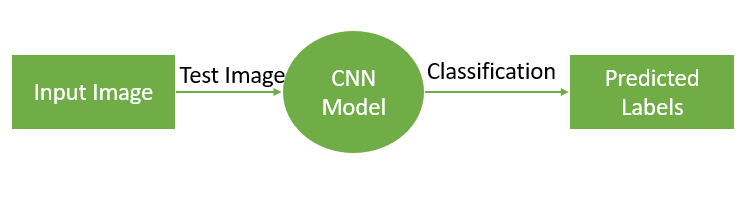 Input Image
Test Image
CNN
Model
Classification
Predicted
Labels